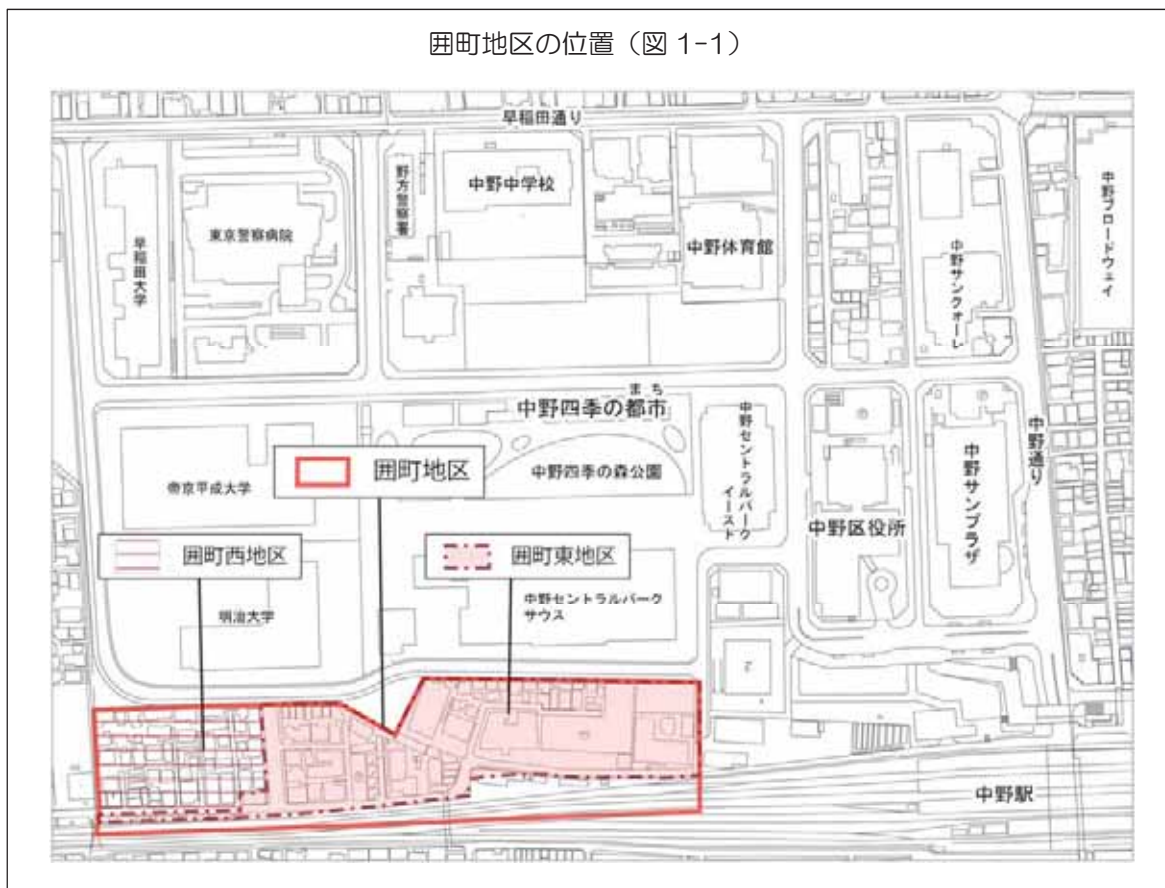 囲町地区の位置（図 1-1）
早稲田通り
早稲田大学
東京警察病院
野方警察署
中野中学校
中野体育館
中野サンクォーレ
中野ブロードウェイ
まち
中野四季の都市
中野四季の森公園
中野セントラルパーク
イースト
中野区役所
中野サンプラザ
中野通り
帝京平成大学
囲町地区
囲町西地区
囲町東地区
明治大学
中野セントラルパーク
サウス
中野駅